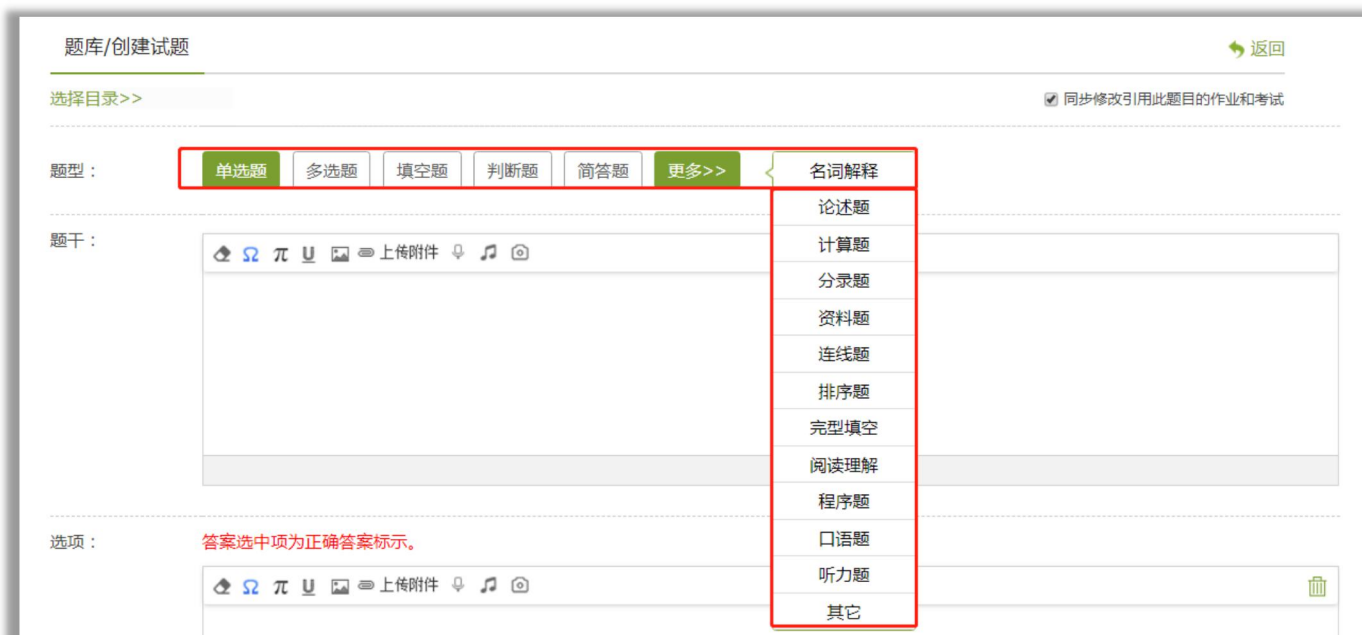 题库/创建试题
返回
选择目录>>
同步修改引用此题目的作业和考试
题型：
单选题 多选题 填空题 判断题 简答题 更多>> 名词解释
论述题
计算题
分录题
资料题
连线题
排序题
完型填空
阅读理解
程序题
口语题
听力题
其它
题干：
Ω π U 上传附件
选项：
答案选中项为正确答案标示。
Ω π U 上传附件